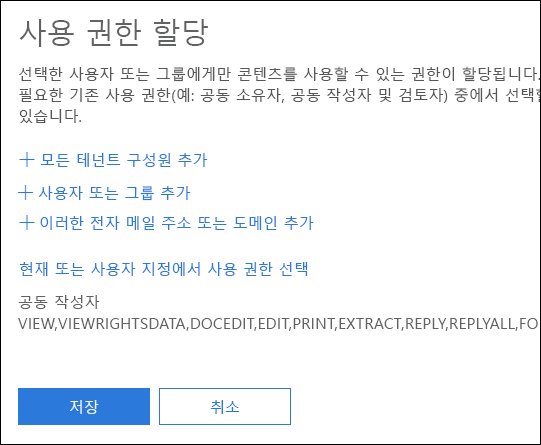 사용 권한 할당
선택한 사용자 또는 그룹에게만 콘텐츠를 사용할 수 있는 권한이 할당됩니다.
필요한 기존 사용 권한(예: 공동 소유자, 공동 작성자 및 검토자) 중에서
있습니다.
+ 모든 테넌트 구성원 추가
+ 사용자 또는 그룹 추가
+ 이러한 전자 메일 주소 또는 도메인 추가
현재 또는 사용자 지정에서 사용 권한 선택
공동 작성자
VIEW,VIEWRIGHTSDATA,DOCEDIT,EDIT,PRINT,EXTRACT,REPLY,REPLYALL,FO
저장
취소